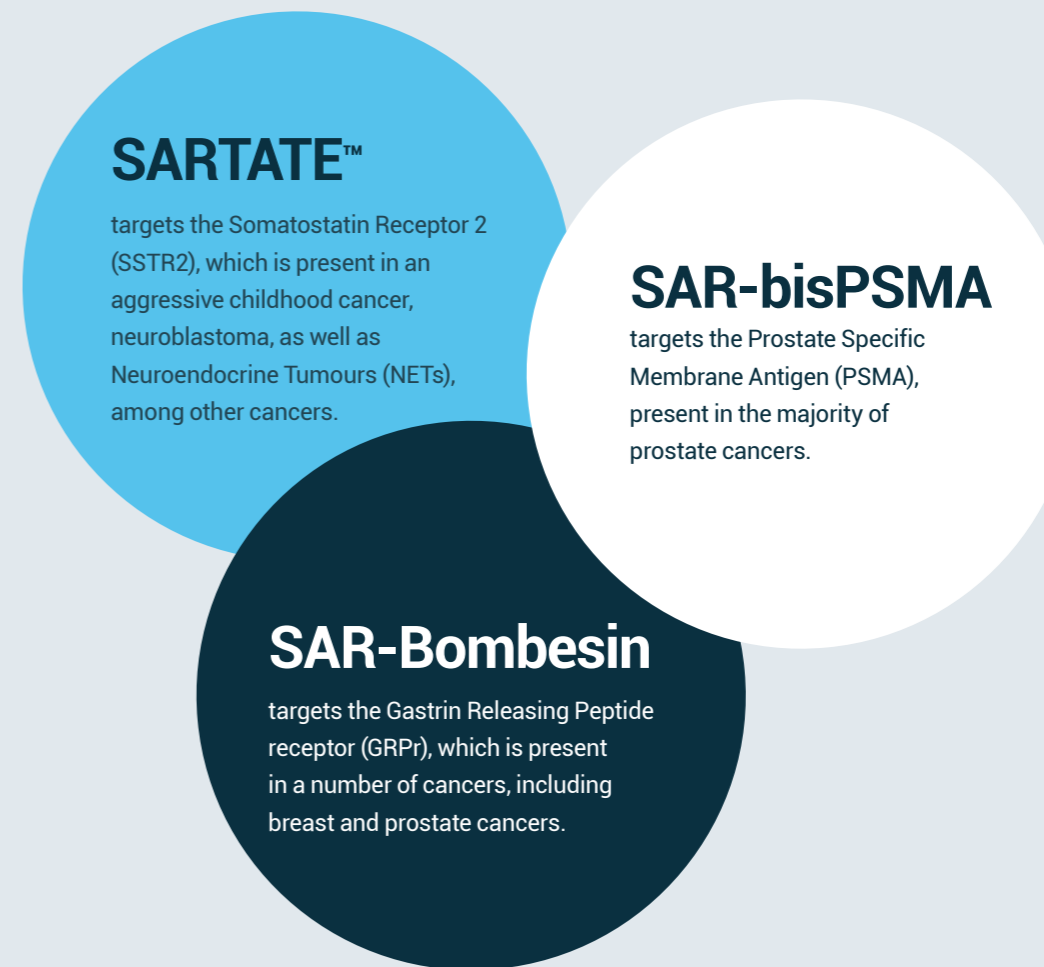 SARTATE™
targets the Somatostatin Receptor 2
(SSTR2), which is present in an
aggressive childhood cancer,
neuroblastoma, as well as
Neuroendocrine Tumours (NETs),
among other cancers.
SAR-bisPSMA
targets the Prostate Specific
Membrane Antigen (PSMA),
present in the majority of
prostate cancers.
SAR-Bombesin
targets the Gastrin Releasing Peptide
receptor (GRPr), which is present
in a number of cancers, including
breast and prostate cancers.